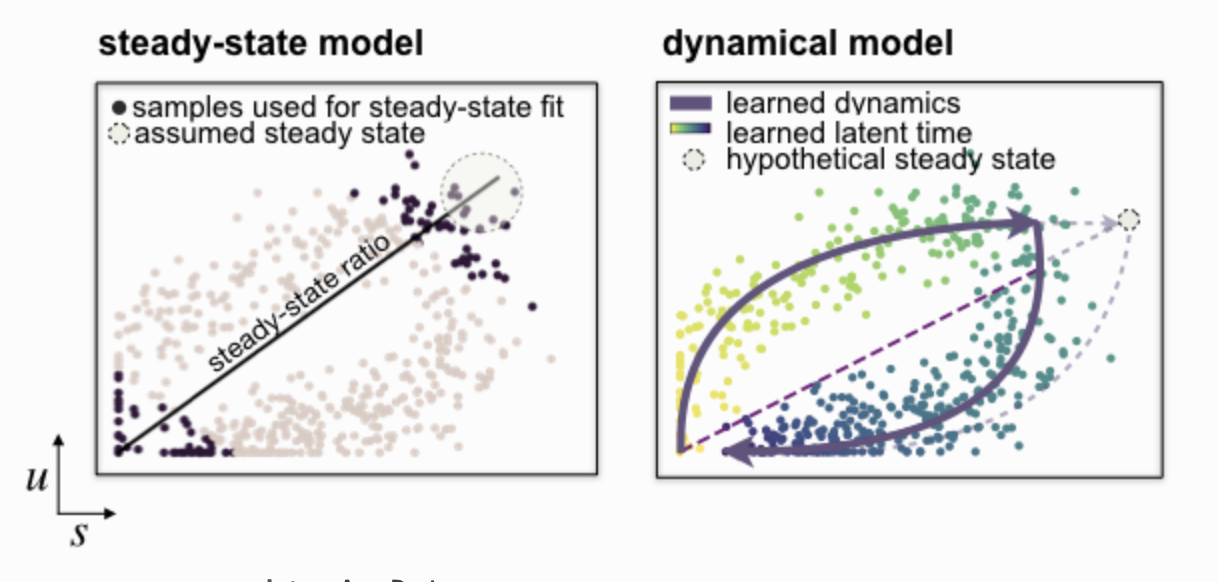 steady-state model
samples used for steady-state fit
assumed steady state
steady-state ratio
u
s
dynamical model
learned dynamics
learned latent time
hypothetical steady state